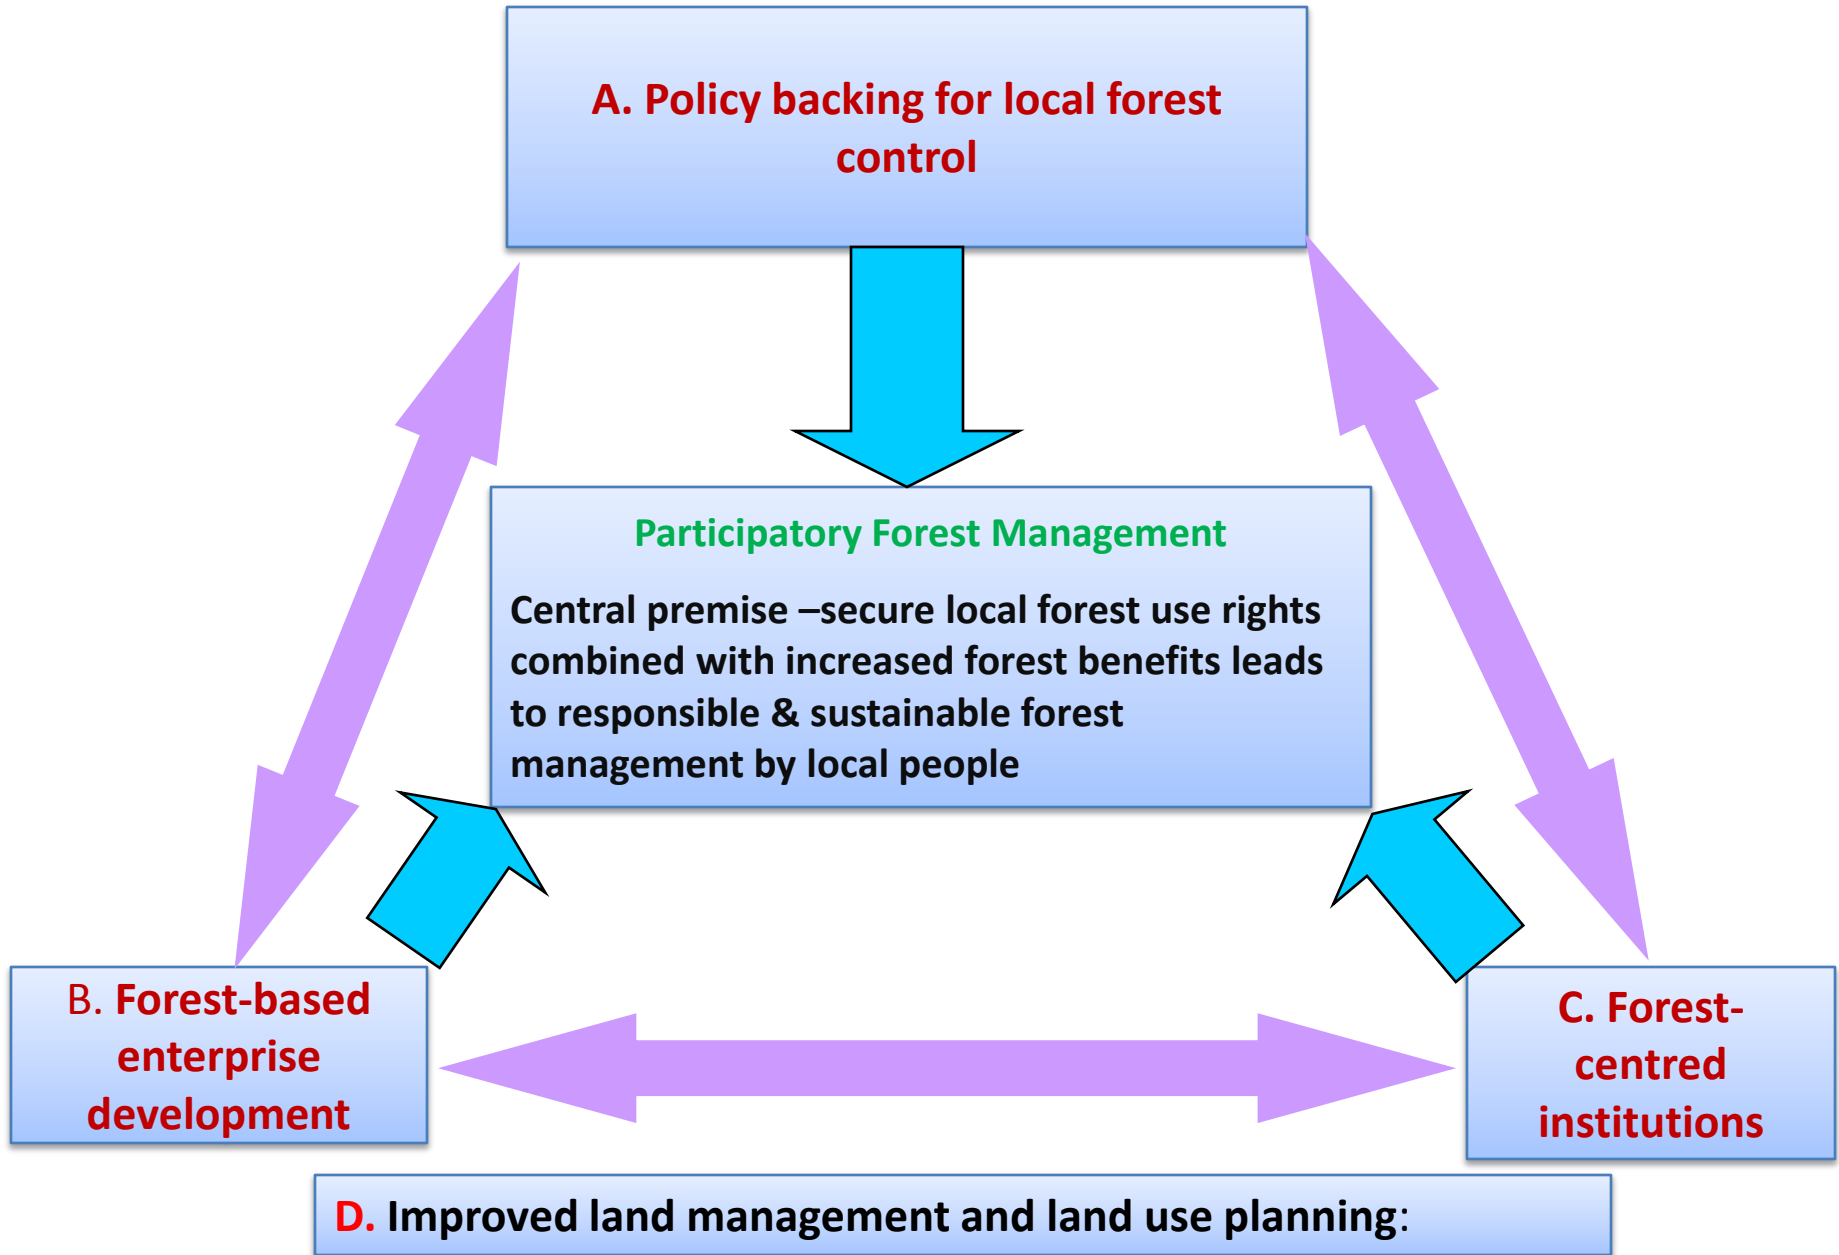 A. Policy backing for local forest
control
Participatory Forest Management
Central premise –secure local forest use rights
combined with increased forest benefits leads
to responsible & sustainable forest
management by local people
B. Forest-based
enterprise
development
C. Forest-
centred
institutions
D. Improved land management and land use planning: